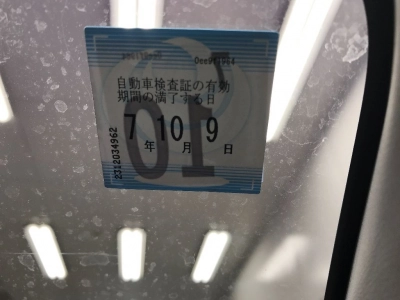 自動車検査証の有効
期間の満了する日
7 10 9
年 月 日
2312034962